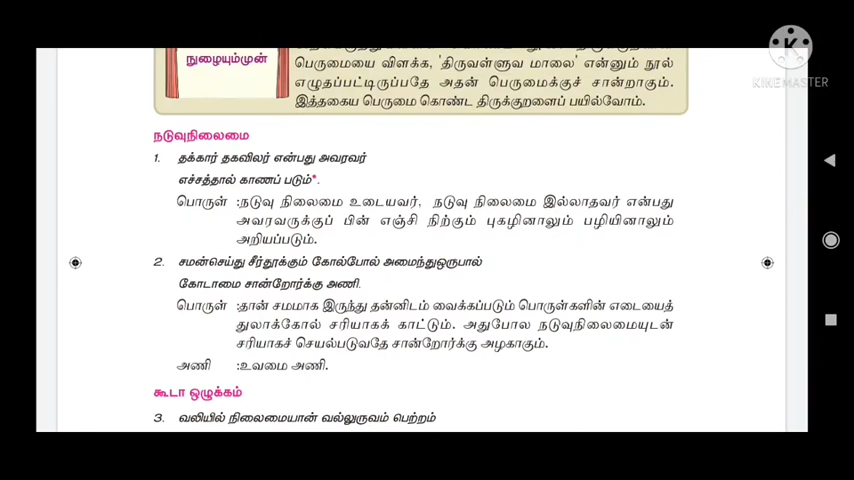 நுழையும்முன்
பெருமையை விளக்க, 'திருவள்ளுவ மாலை' என்னும் நூல்
எழுதப்பட்டிருப்பதே அதன் பெருமைக்குச் சான்றாகும்.
இத்தகைய பெருமை கொண்ட திருக்குறளைப் பயில்வோம்.
KINEMASTER
நடுவுநிலைமை
1. தக்கார் தகவிலர் என்பது அவரவர்
எச்சத்தால் காணப் படும்*.
பொருள் :நடுவு நிலைமை உடையவர், நடுவு நிலைமை இல்லாதவர் என்பது
அவரவருக்குப் பின் எஞ்சி நிற்கும் புகழினாலும் பழியினாலும்
அறியப்படும்.
2. சமன்செய்து சீர்தூக்கும் கோல்போல் அமைந்துஒருபால்
கோடாமை சான்றோர்க்கு அணி.
பொருள் :தான் சமமாக இருந்து தன்னிடம் வைக்கப்படும் பொருள்களின் எடையைத்
துலாக்கோல் சரியாகக் காட்டும். அதுபோல நடுவுநிலைமையுடன்
சரியாகச் செயல்படுவதே சான்றோர்க்கு அழகாகும்.
அணி :உவமை அணி.
கூடா ஒழுக்கம்
3. வலியில் நிலைமையான் வல்லுருவம் பெற்றம்